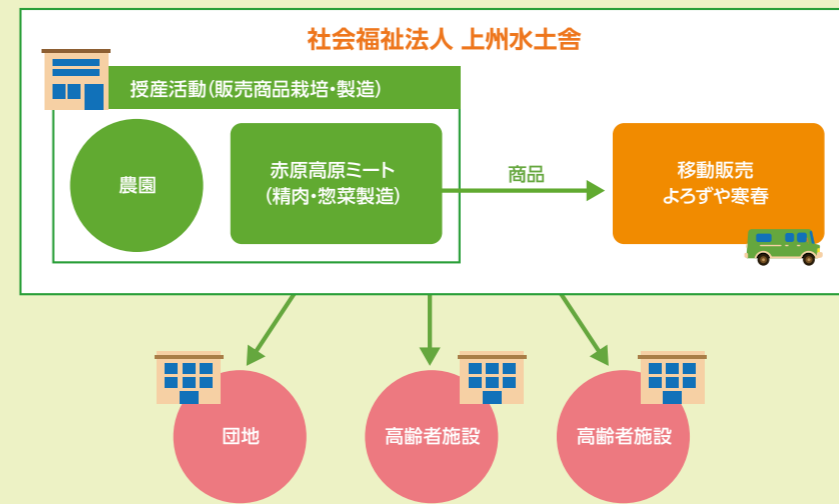 社会福祉法人 上州水土舎
授産活動(販売商品栽培・製造)
農園
赤原高原ミート
(精肉・惣菜製造)
商品
移動販売
よろずや寒春
団地
高齢者施設
高齢者施設